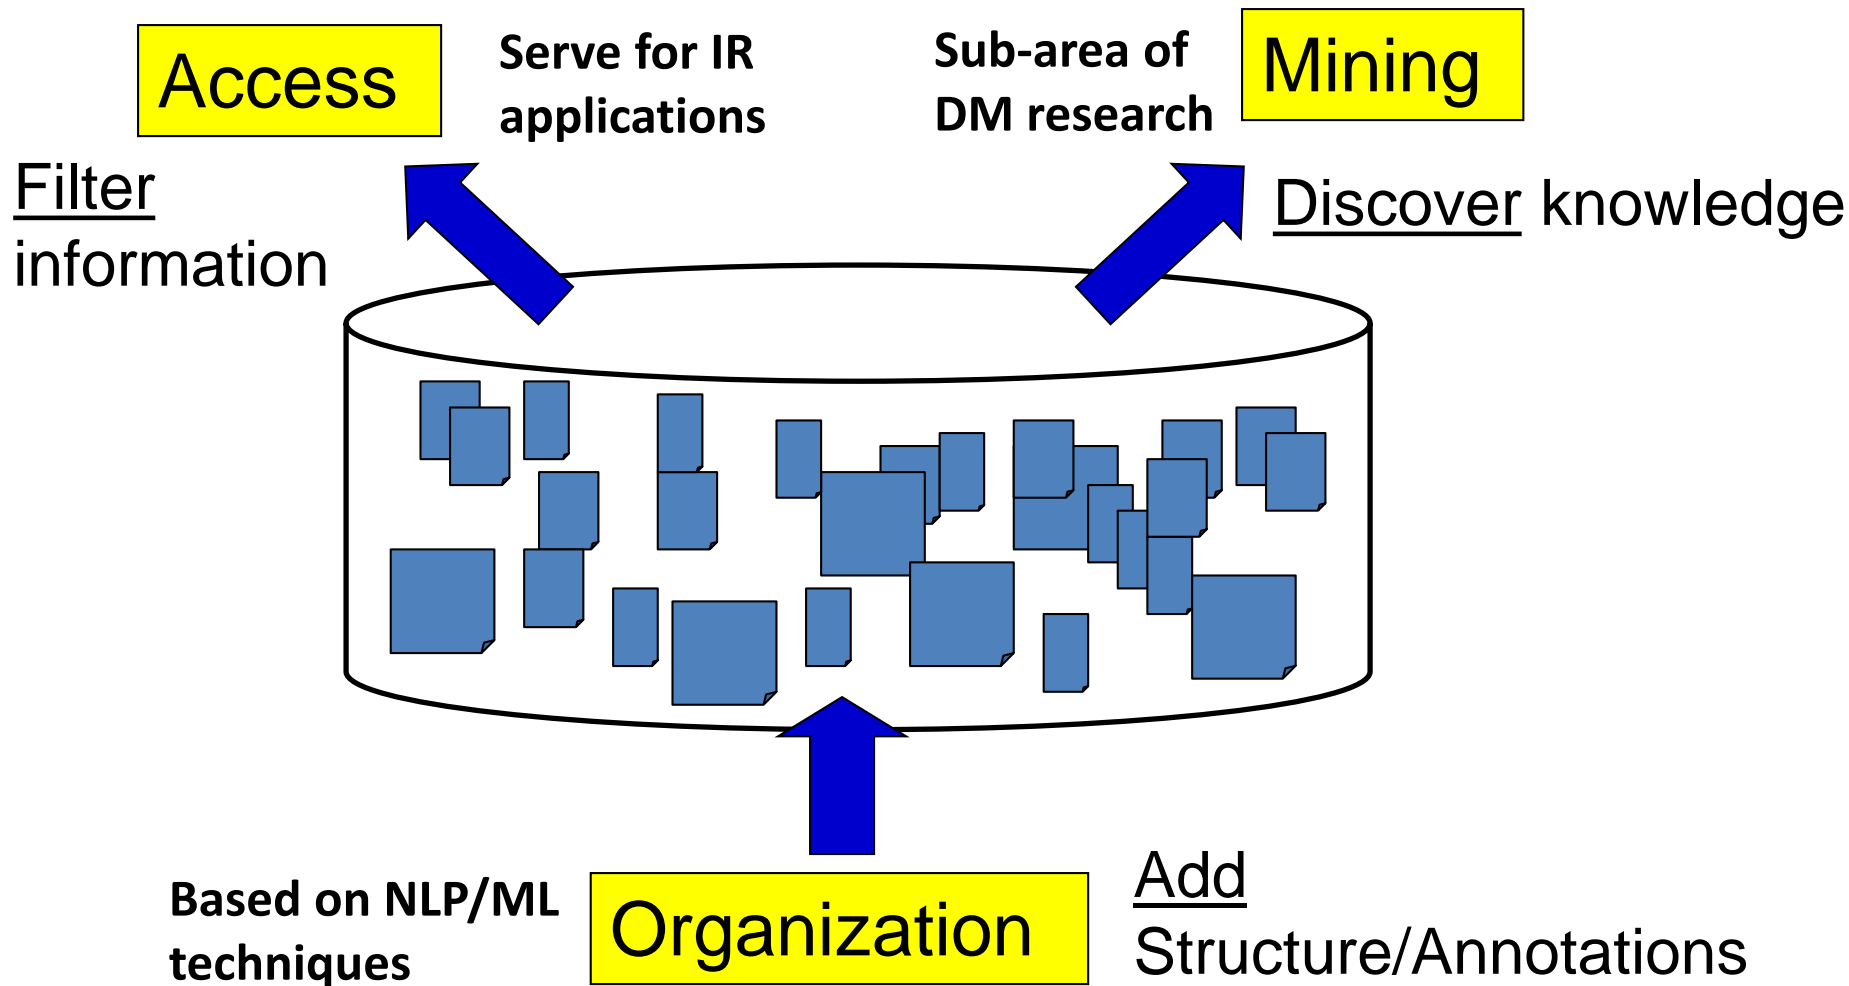 Access
Serve for IR
applications
Sub-area of
DM research
Mining
Filter
information
Discover knowledge
Based on NLP/ML
techniques
Organization
Add
Structure/Annotations